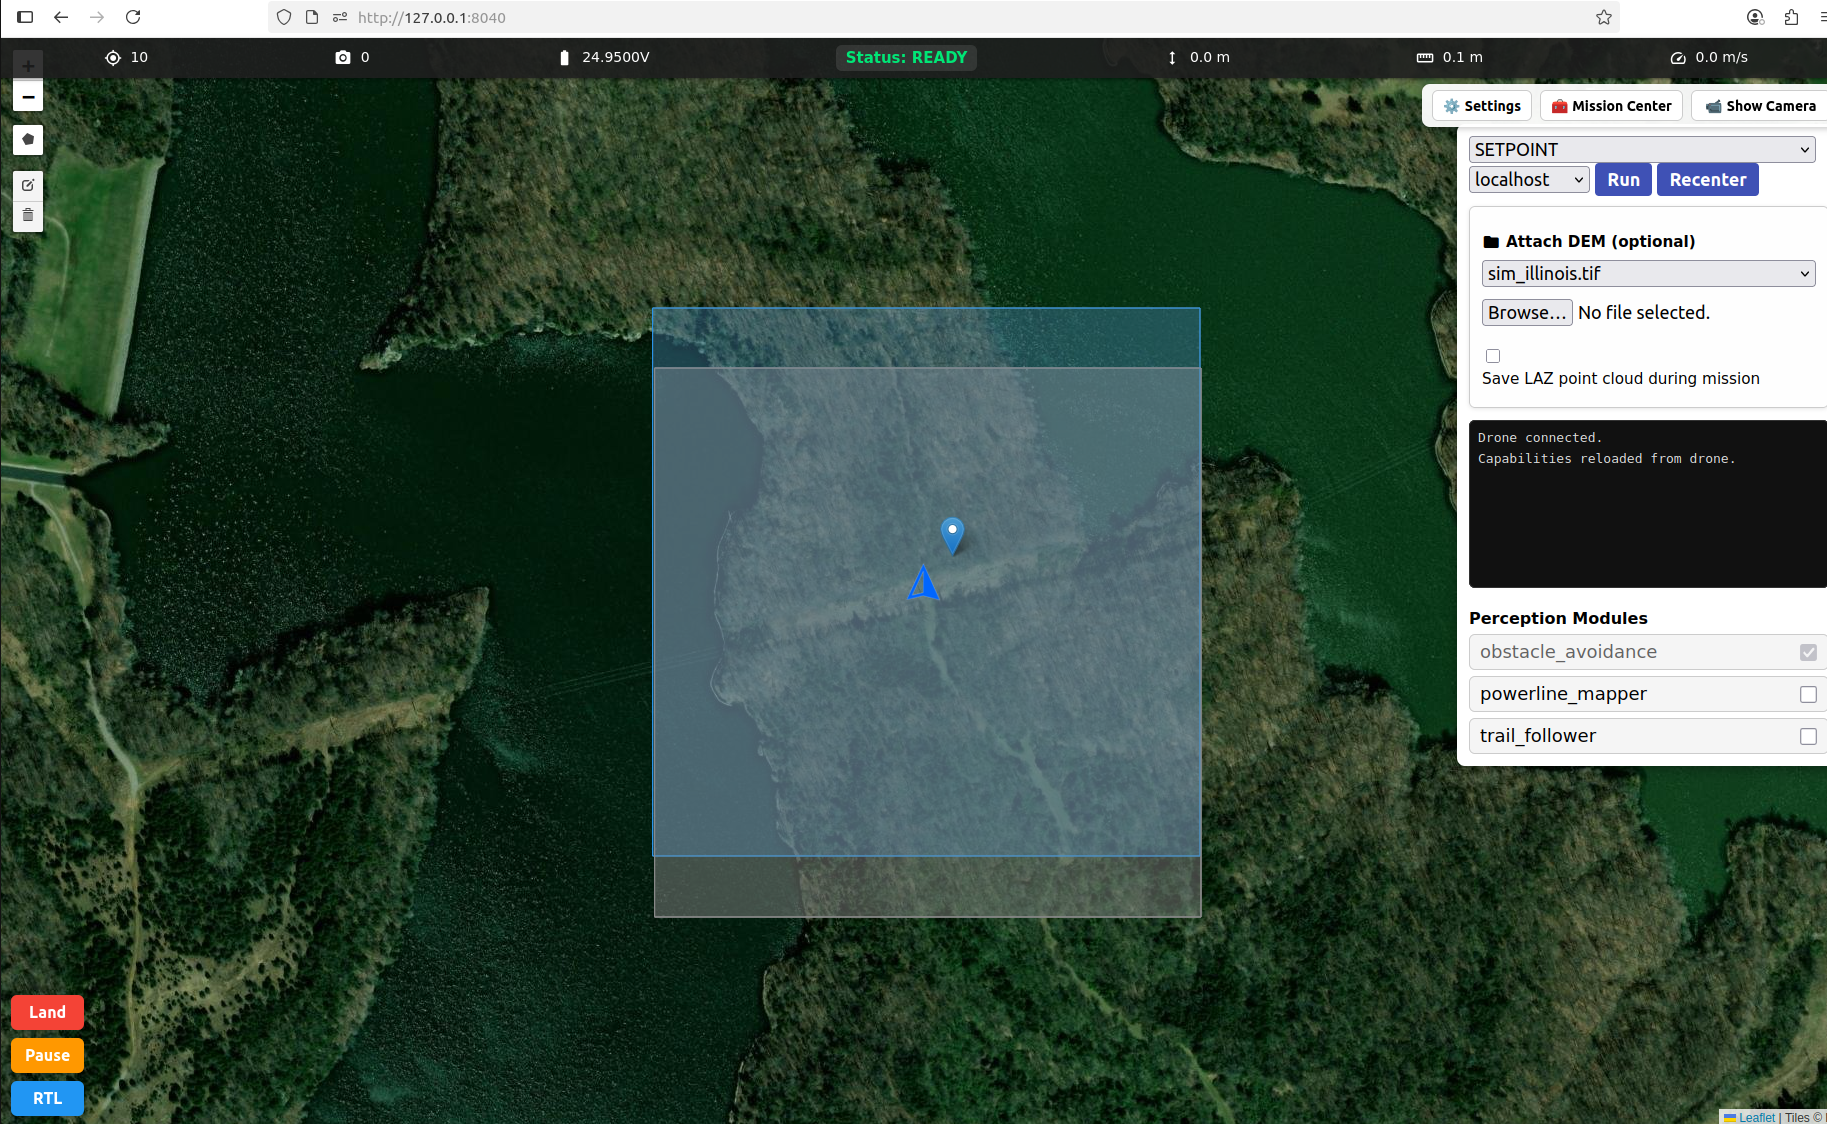 http://127.0.0.1:8040
10
0
24.9500V
Status: READY
0.0 m
0.1 m
0.0 m/s
+
−
Settings
Mission Center
Show Camera
SETPOINT
localhost
Run
Recenter
Attach DEM (optional)
sim_illinois.tif
Browse...
No file selected.
Save LAZ point cloud during mission
Drone connected.
Capabilities reloaded from drone.
Perception Modules
obstacle_avoidance
powerline_mapper
trail_follower
Land
Pause
RTL
Leaflet | Tiles ©